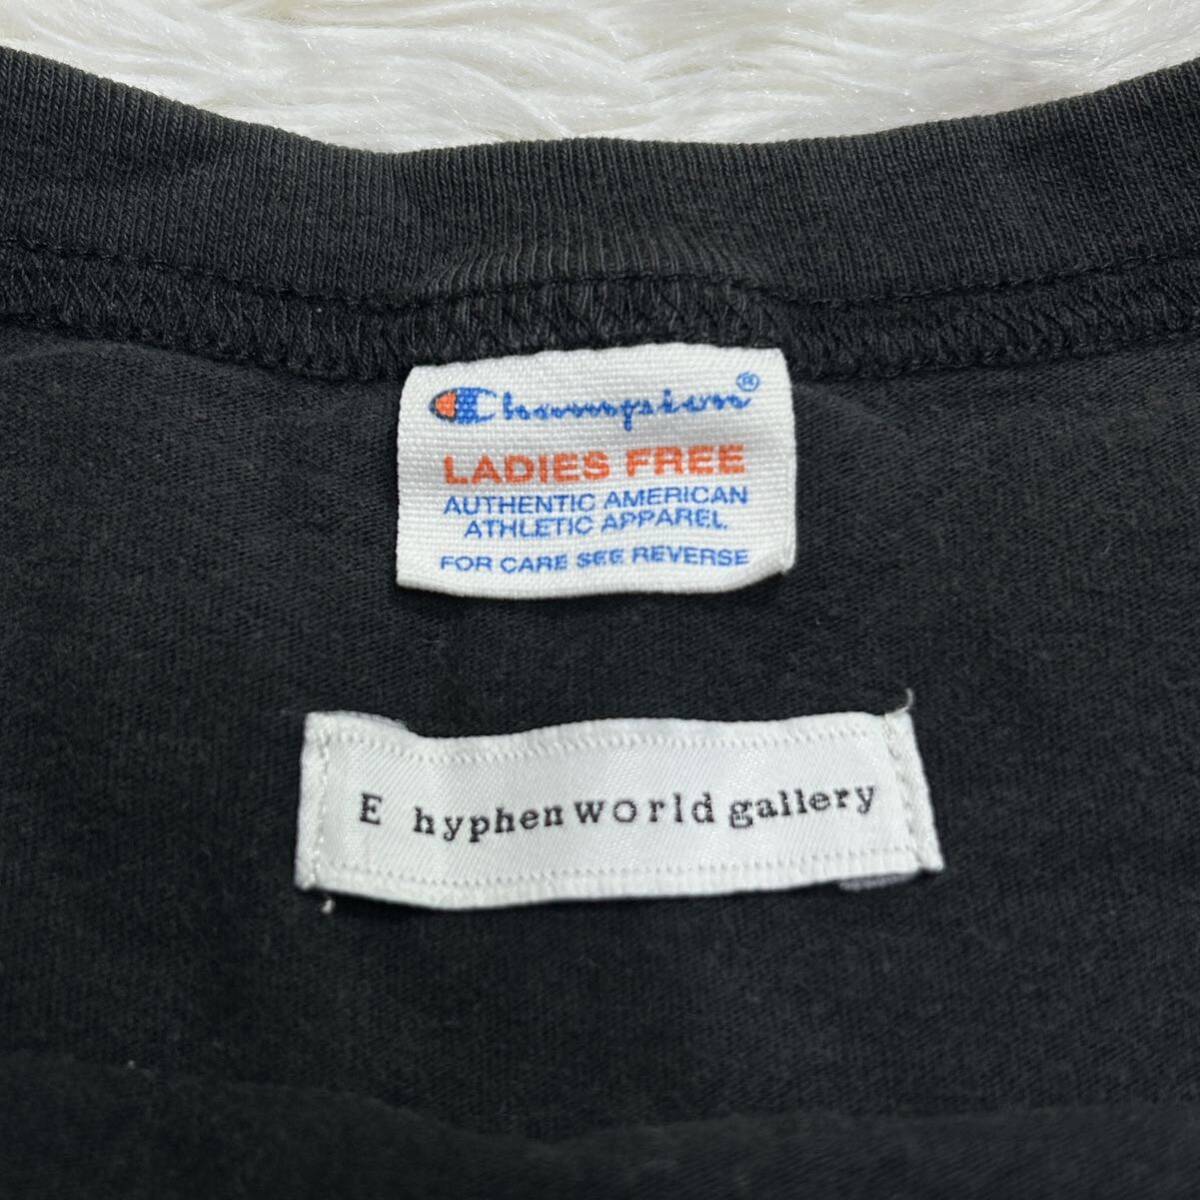 Champion®
LADIES FREE
AUTHENTIC AMERICAN
ATHLETIC APPAREL
FOR CARE SEE REVERSE
E hyphen world gallery